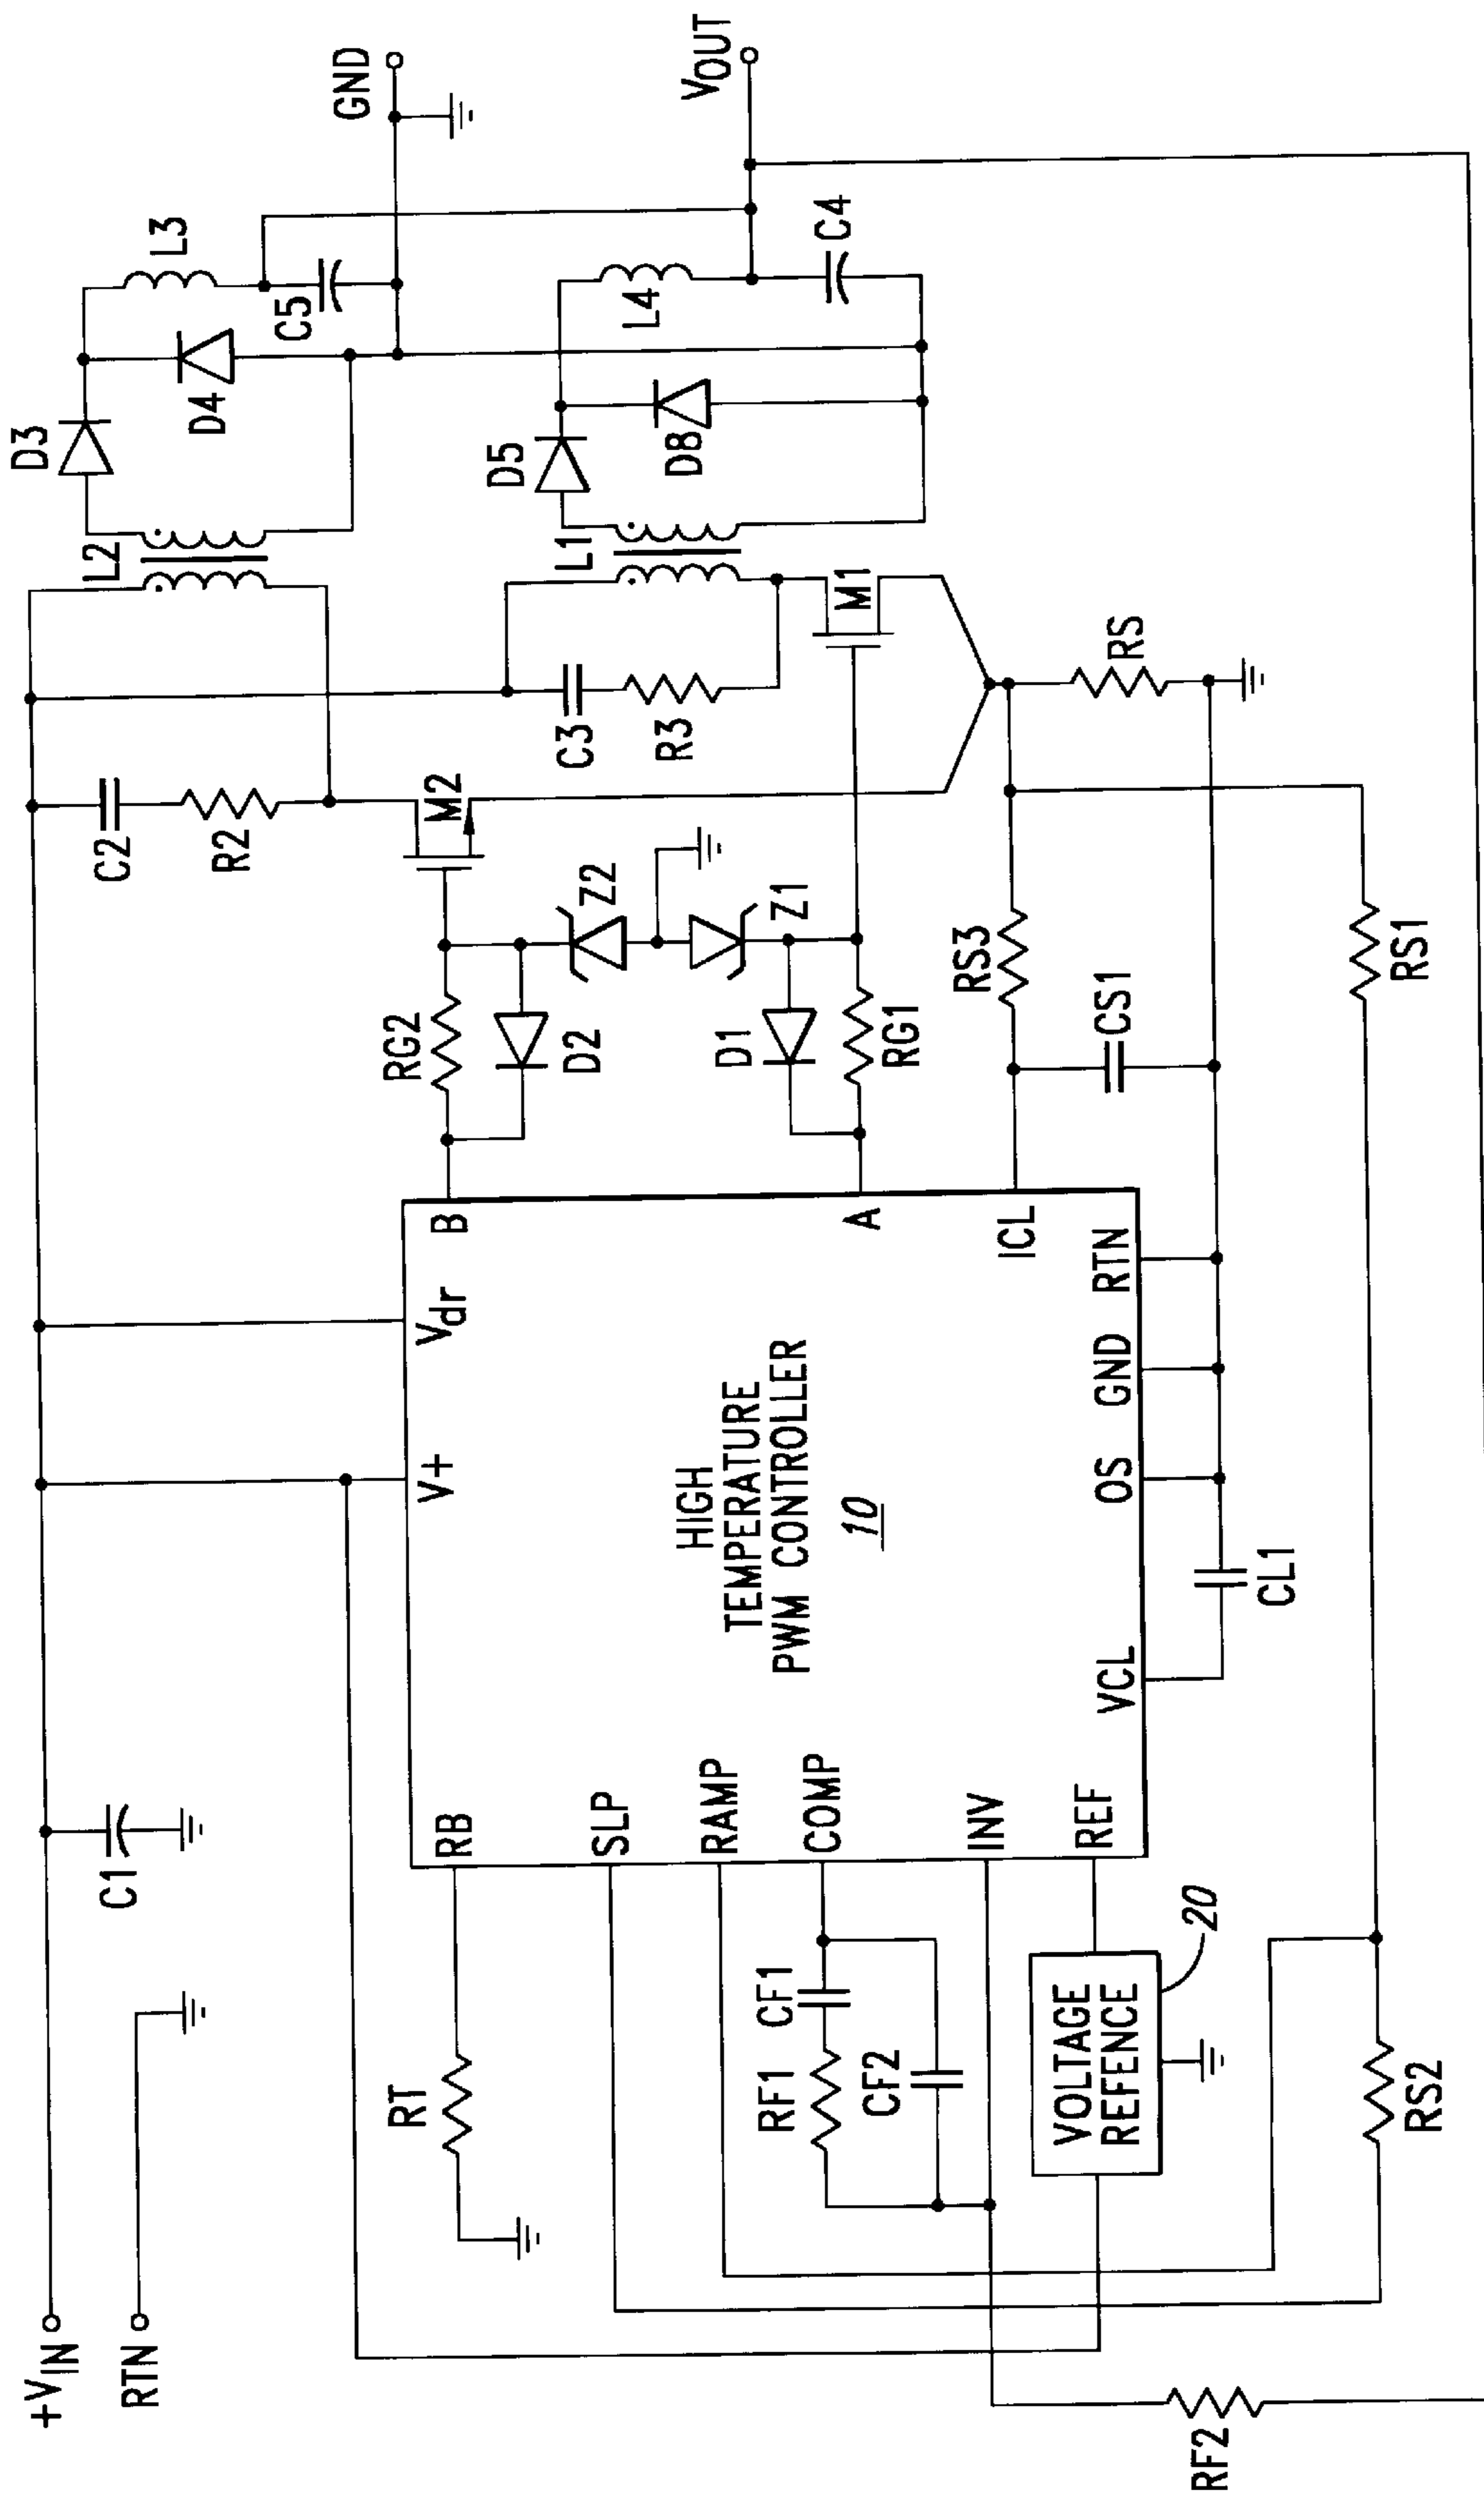 +VIN
RTN
C1
C2
R2
L2
D3
D4
L3
C5
GND
VOUT
L4
C4
D5
D8
L1
C3
R3
M2
M1
RG2
D2
Z2
Z1
D1
RG1
RS3
CS1
RS
RS1
B
A
ICL
Vdr
V+
HIGH
TEMPERATURE
PWM CONTROLLER
10
RTN
GND
OS
VCL
CL1
RB
SLP
RAMP
COMP
INV
REF
RT
CF1
RF1
CF2
VOLTAGE
REFENCE
20
RS2
RF2